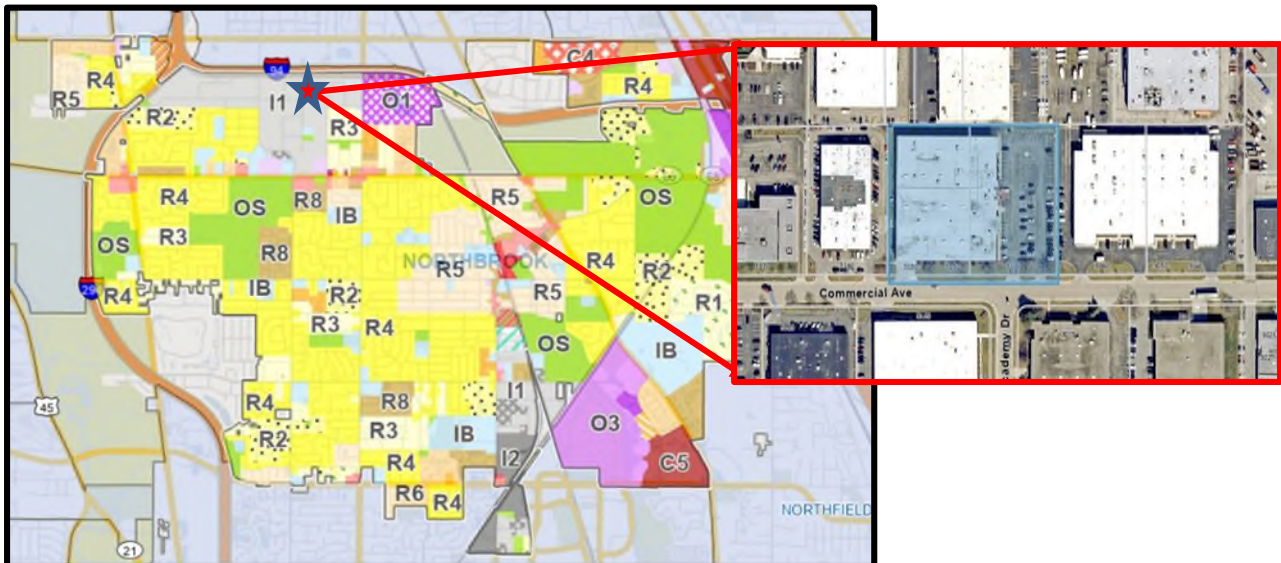 94
C4
R4
R4
R5
I1
O1
R2
R3
R4
OS
R8
IB
R5
OS
R3
OS
R8
NORTHBROOK
R5
R4
R2
29
R4
IB
R2
R5
R1
R3
R4
OS
IB
45
R4
R8
I1
O3
R2
R3
IB
R4
I2
C5
R6
R4
NORTHFIELD
21
Commercial Ave
cademy Dr